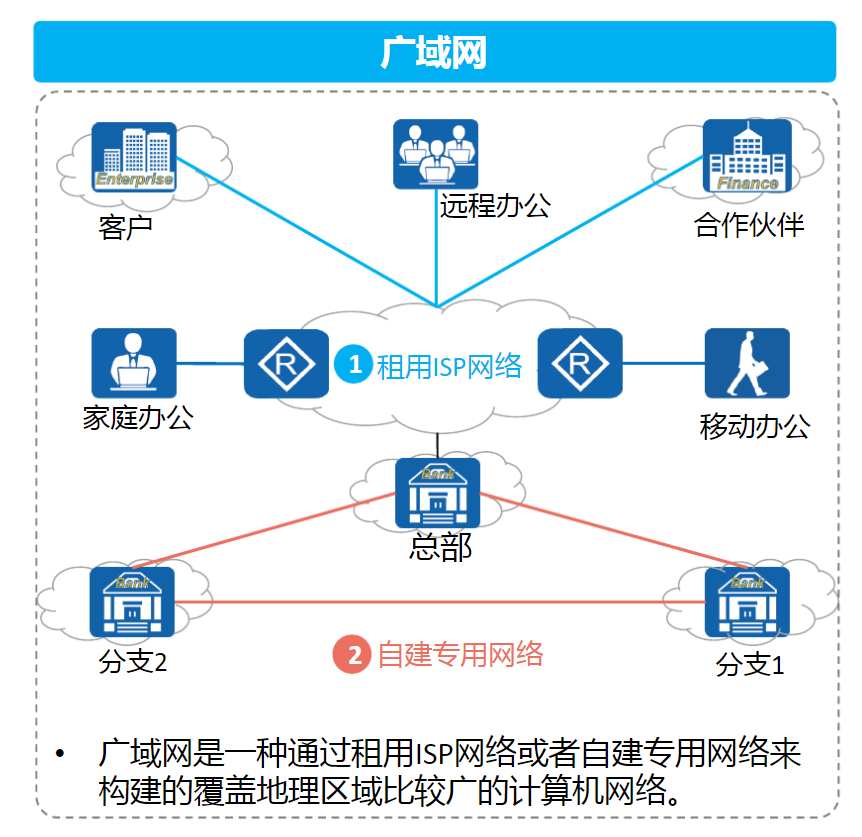 广域网
Enterprise
Finance
客户
远程办公
合作伙伴
R
1 租用ISP网络
R
家庭办公
移动办公
Bank
总部
Bank
Bank
分支2
2 自建专用网络
分支1
• 广域网是一种通过租用ISP网络或者自建专用网络来
构建的覆盖地理区域比较广的计算机网络。